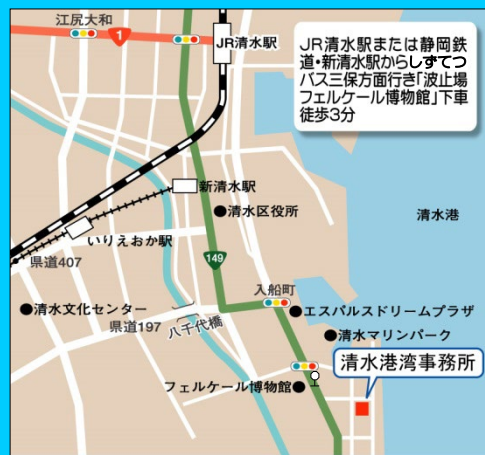 江尻大和
1
JR清水駅
JR清水駅または静岡鉄
道・新清水駅からしずてつ
バス三保方面行き「波止場
フェルケール博物館」下車
徒歩3分
新清水駅
清水区役所
清水港
いりえおか駅
149
県道407
入船町
清水文化センター
エスパルスドリームプラザ
県道197
八千代橋
清水マリンパーク
清水港湾事務所
フェルケール博物館